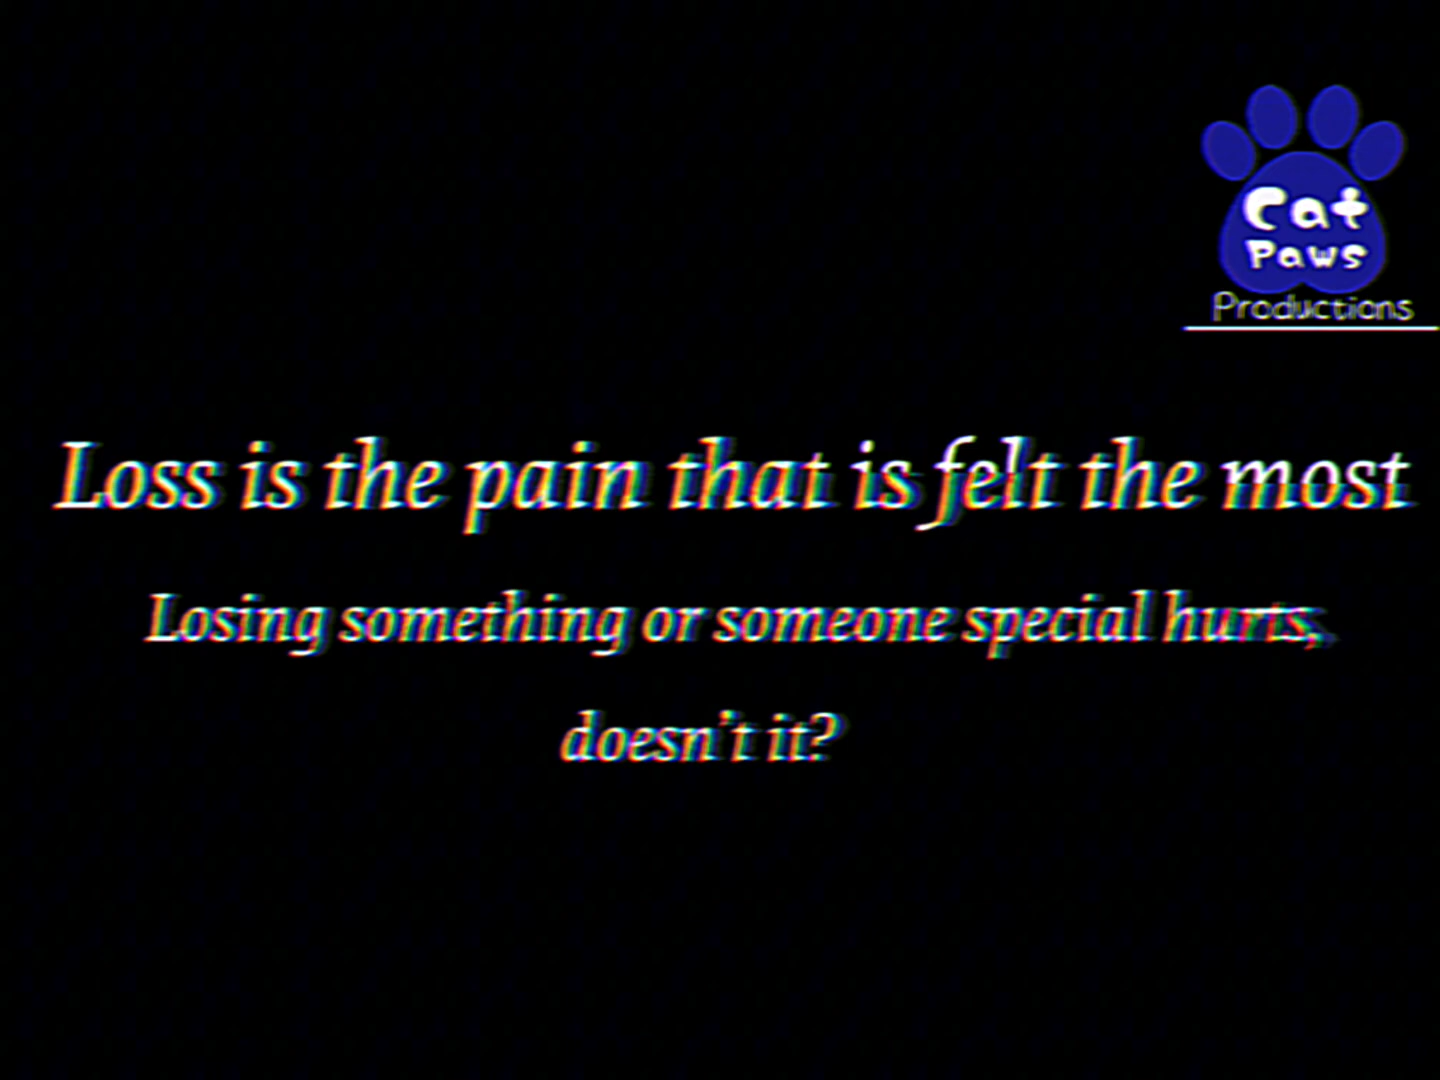 Cat
Paws
Productions
Loss is the pain that is felt the most
Losing something or someone special hurts,
doesn't it?